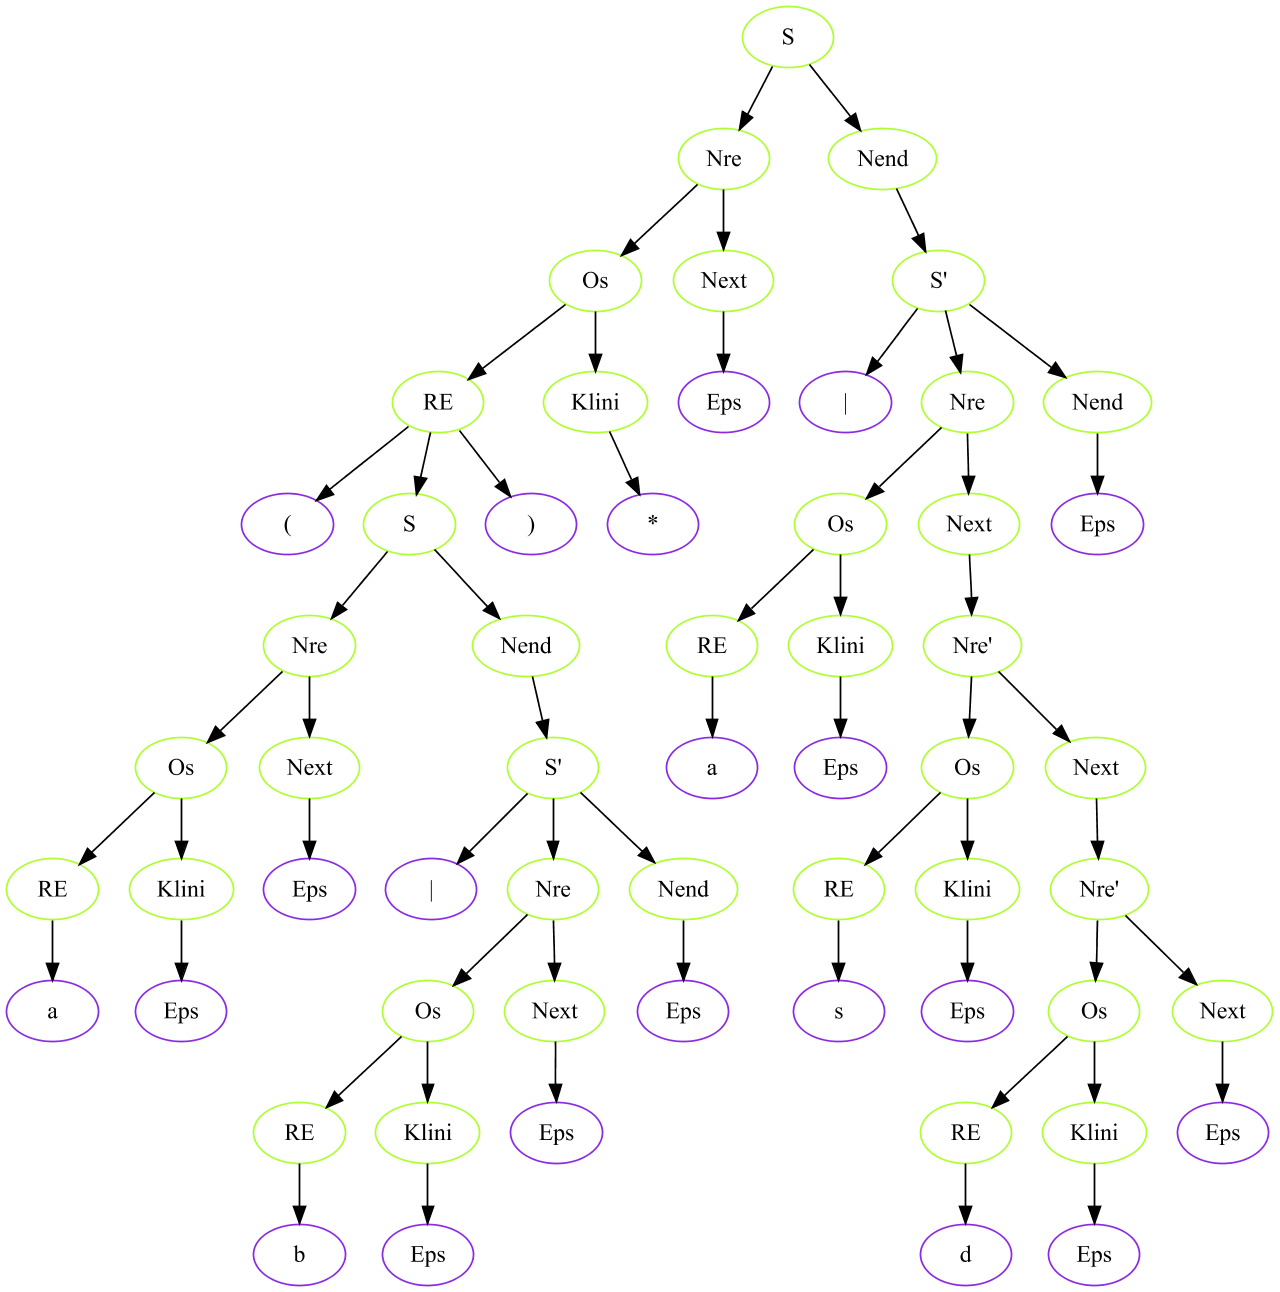 S
Nre Nend
Os Next S'
RE Klini Eps | Nre Nend
( S ) * Os Next Eps
Nre Nend RE Klini Nre'
Os Next S' a Eps Os Next
RE Klini Eps | Nre Nend RE Klini Nre'
a Eps Os Next Eps s Eps Os Next
RE Klini Eps RE Klini Eps
b Eps d Eps